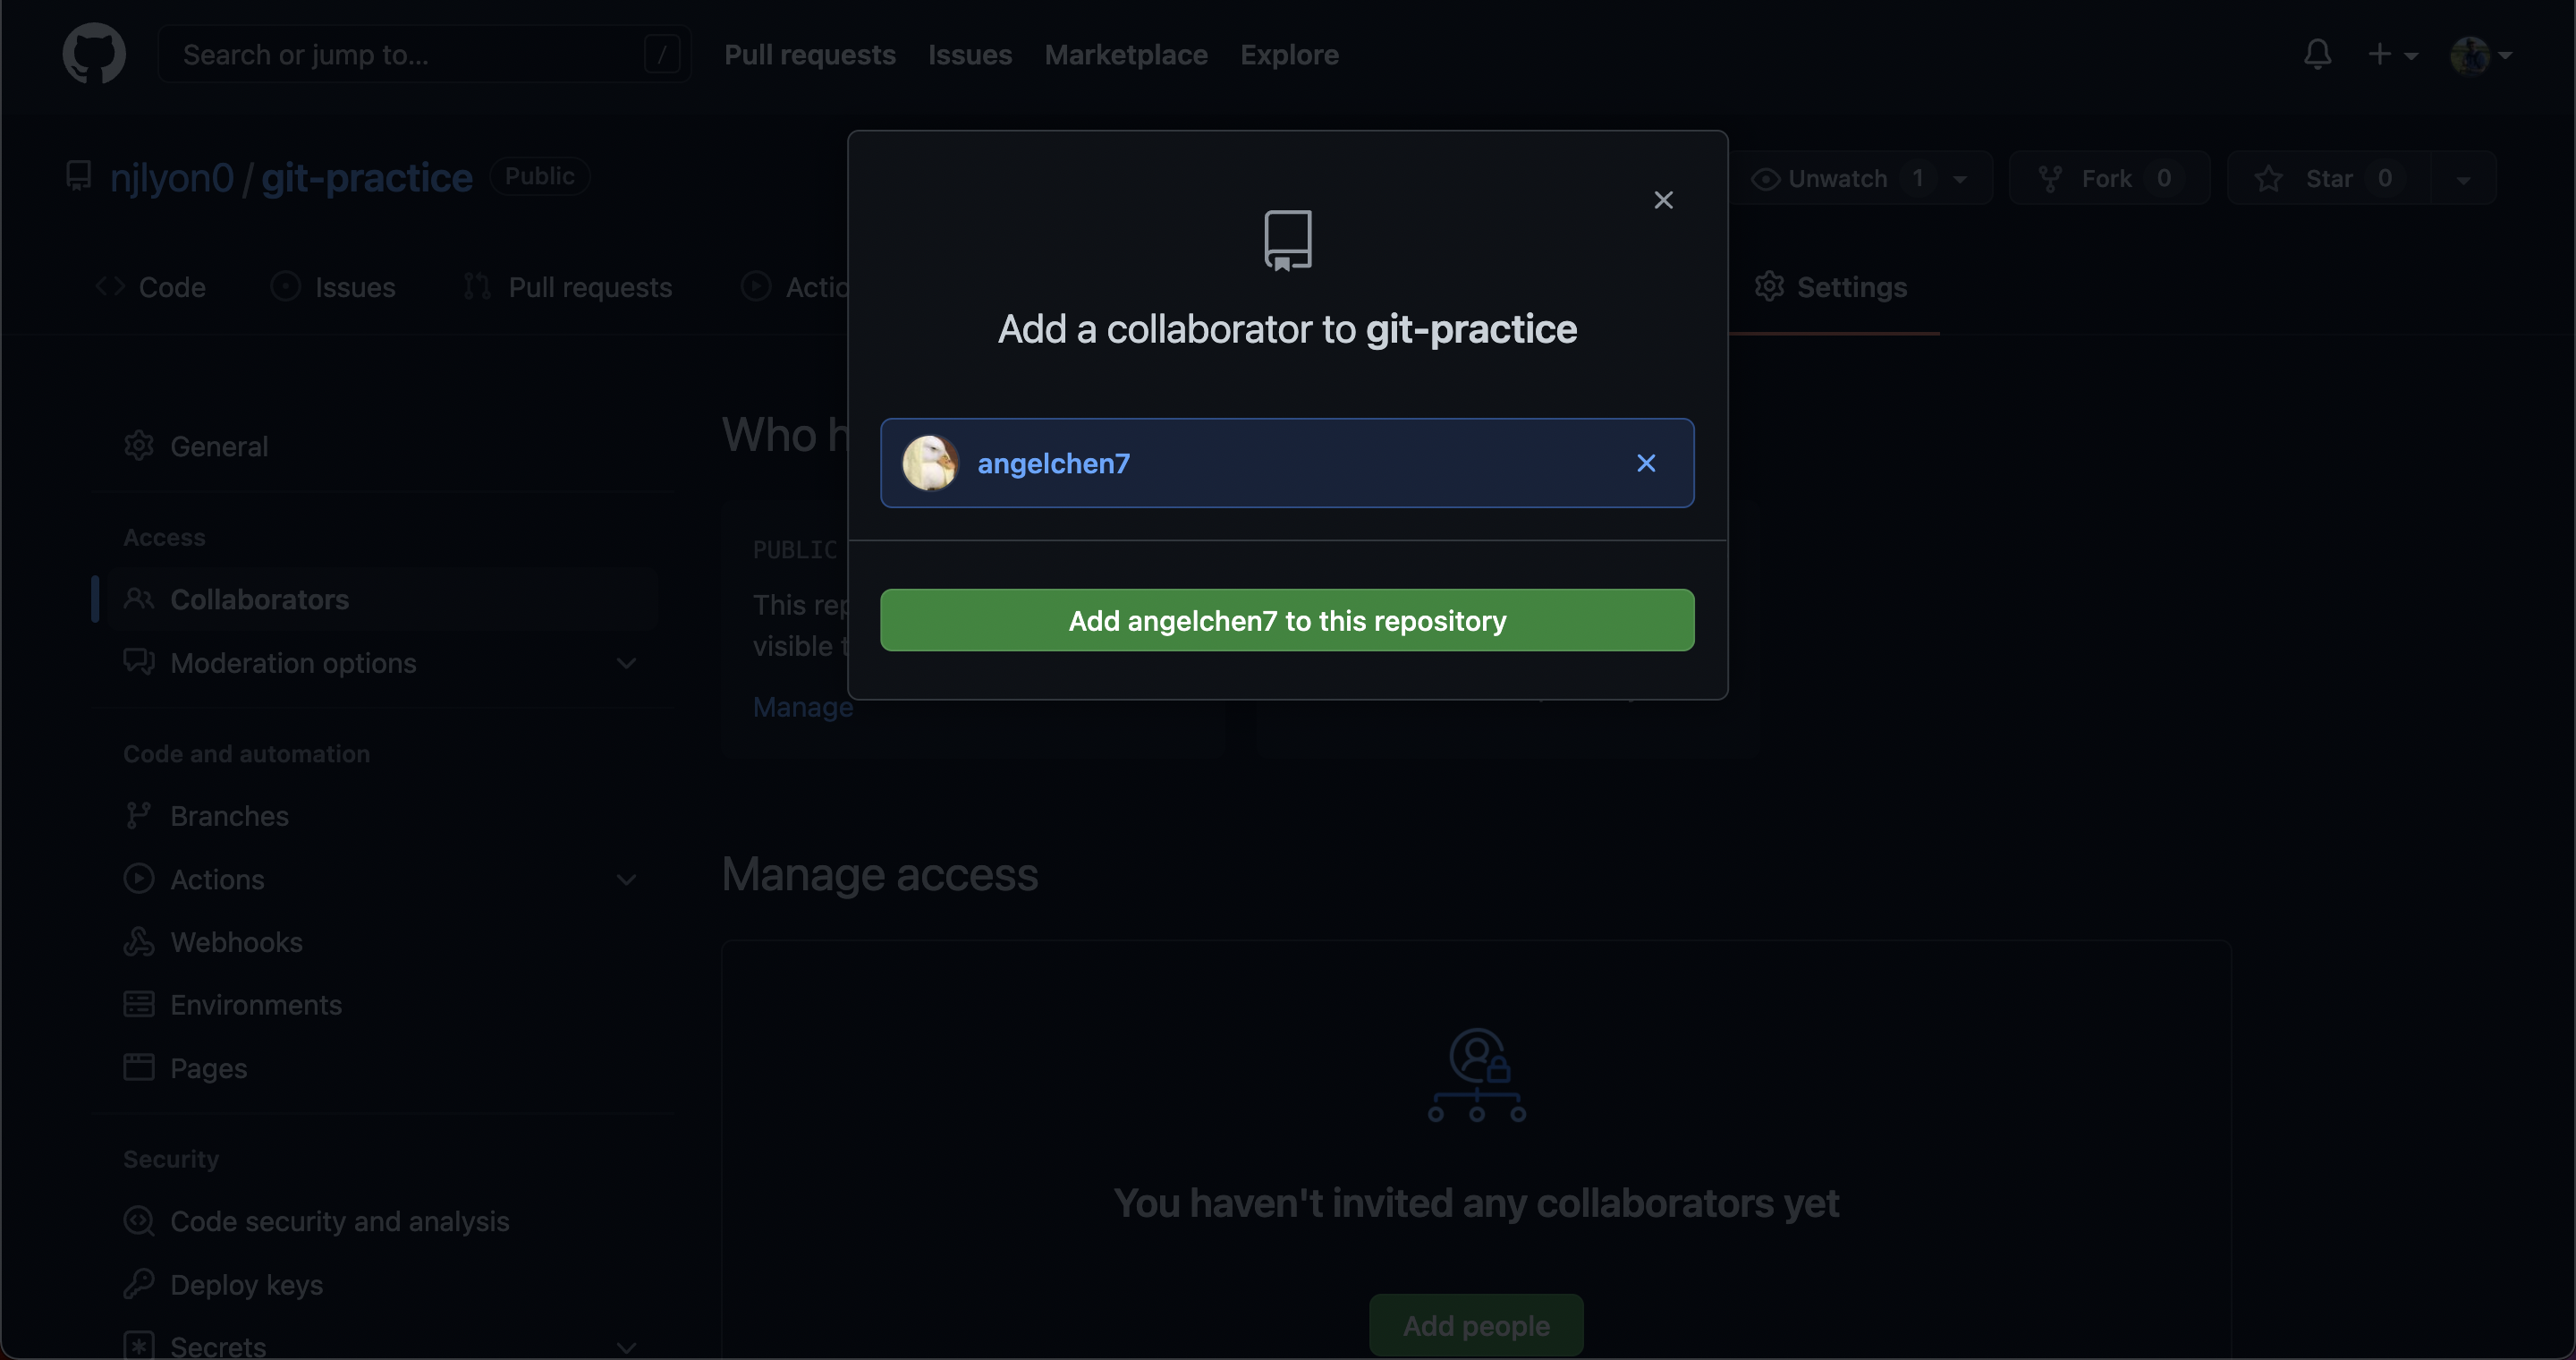 Search or jump to... /
Pull requests Issues Marketplace Explore
njlyon0 / git-practice Public
Unwatch 1 Fork 0 Star 0
Code Issues Pull requests Actio Settings
Add a collaborator to git-practice
angelchen7
Add angelchen7 to this repository
General
Access
Collaborators
Moderation options
Code and automation
Branches
Actions
Webhooks
Environments
Pages
Security
Code security and analysis
Deploy keys
Secrets
Who h
PUBLIC
This rep
visible t
Manage
Manage access
You haven't invited any collaborators yet
Add people